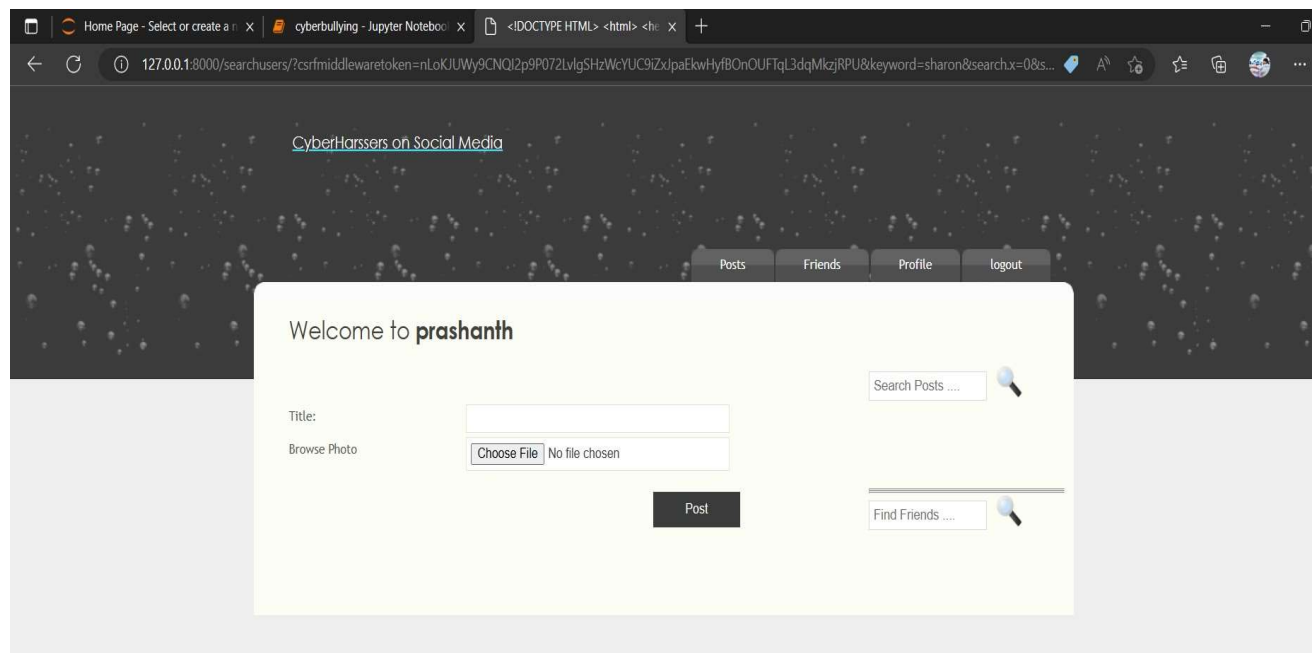 Home Page - Select or create a n
cyberbullying - Jupyter Noteboo
<!DOCTYPE HTML> <html> <he
127.0.0.1:8000/searchusers/?csrfmiddlewaretoken=nLoKJUWy9CNQI2p9P072LvlgSHzWcYUC9iZxJpaEkwHyfBOnOUFTqL3dqMkzjRPU&keyword=sharon&search.x=0&s...
CyberHarssers on Social Media
Posts Friends Profile logout
Welcome to prashanth
Search Posts ....
Title:
Browse Photo Choose File No file chosen
Post
Find Friends ....